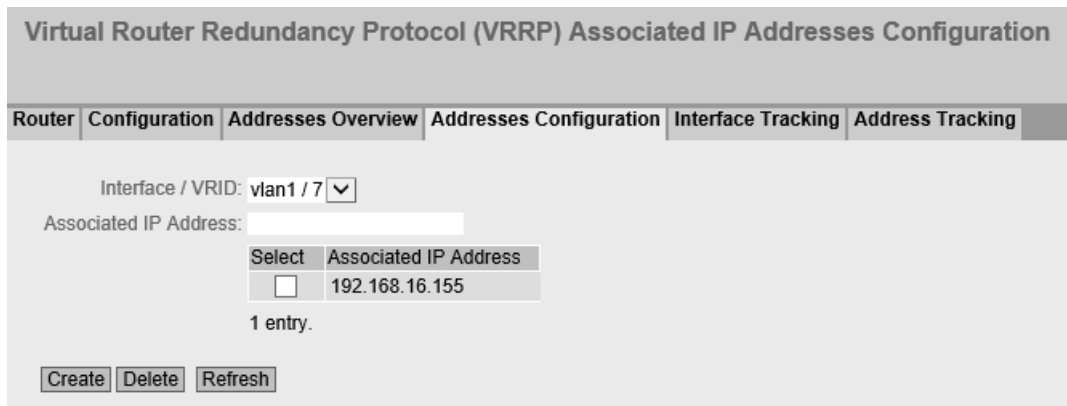 Virtual Router Redundancy Protocol (VRRP) Associated IP Addresses Configuration
Router Configuration Addresses Overview Addresses Configuration Interface Tracking Address Tracking
Interface / VRID: vlan1 / 7
Associated IP Address:
Select Associated IP Address
192.168.16.155
1 entry.
Create Delete Refresh